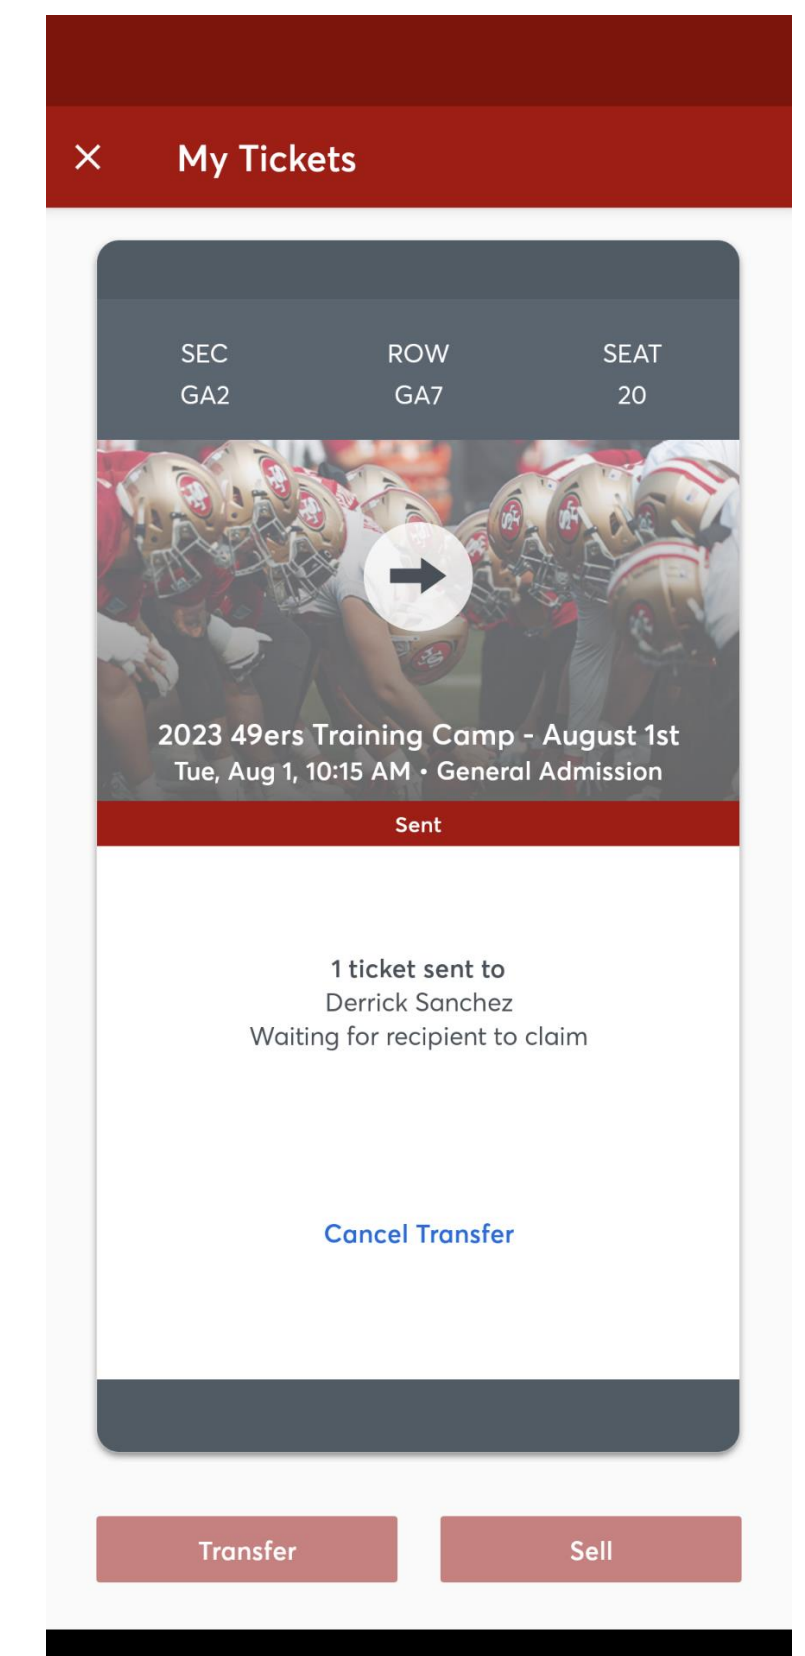 My Tickets
SEC ROW SEAT
GA2 GA7 20
2023 49ers Training Camp - August 1st
Tue, Aug 1, 10:15 AM • General Admission
Sent
1 ticket sent to
Derrick Sanchez
Waiting for recipient to claim
Cancel Transfer
Transfer Sell